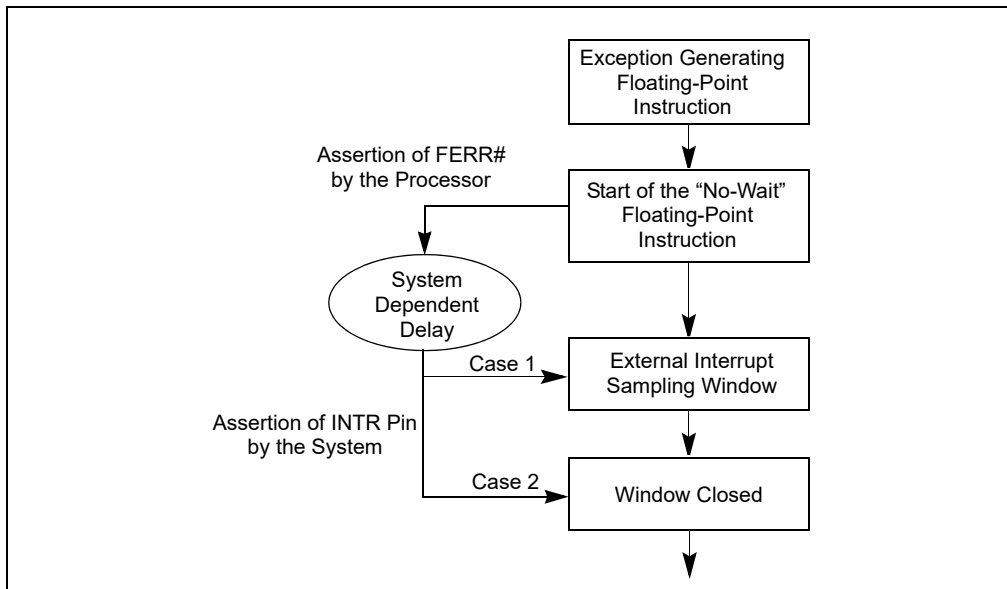 Exception Generating
Floating-Point
Instruction
Assertion of FERR#
by the Processor
Start of the “No-Wait”
Floating-Point
Instruction
System
Dependent
Delay
Case 1
External Interrupt
Sampling Window
Assertion of INTR Pin
by the System
Case 2
Window Closed